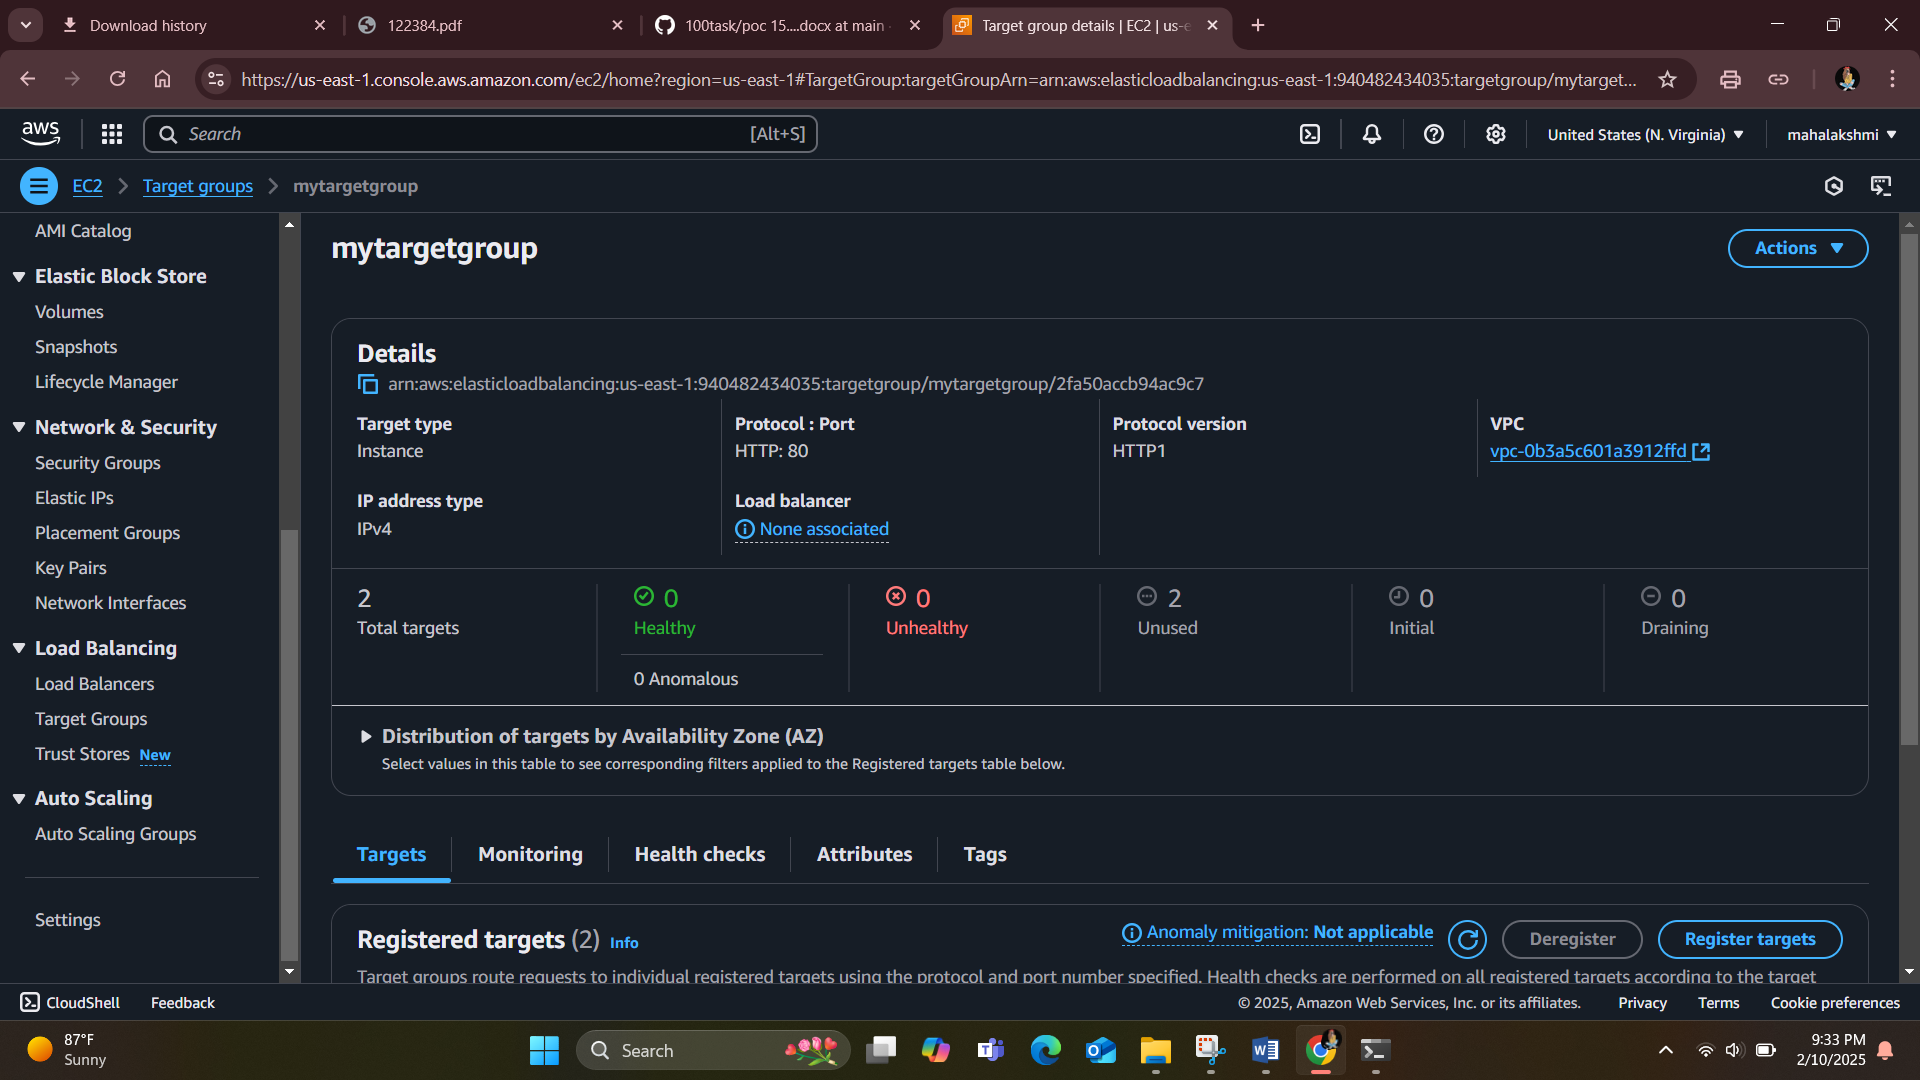 Download history
122384.pdf
100task/poc 15....docx at main
Target group details | EC2 | us-e
https://us-east-1.console.aws.amazon.com/ec2/home?region=us-east-1#TargetGroup:targetGroupArn=arn:aws:elasticloadbalancing:us-east-1:940482434035:targetgroup/mytarget...
aws
Search
[Alt+S]
United States (N. Virginia)
mahalakshmi
EC2
Target groups
mytargetgroup
AMI Catalog
Elastic Block Store
Volumes
Snapshots
Lifecycle Manager
Network & Security
Security Groups
Elastic IPs
Placement Groups
Key Pairs
Network Interfaces
Load Balancing
Load Balancers
Target Groups
Trust Stores New
Auto Scaling
Auto Scaling Groups
Settings
mytargetgroup
Actions
Details
arn:aws:elasticloadbalancing:us-east-1:940482434035:targetgroup/mytargetgroup/2fa50accb94ac9c7
Target type
Instance
Protocol : Port
HTTP: 80
Protocol version
HTTP1
VPC
vpc-0b3a5c601a3912ffd
IP address type
IPv4
Load balancer
None associated
2
Total targets
0
Healthy
0 Anomalous
0
Unhealthy
2
Unused
0
Initial
0
Draining
Distribution of targets by Availability Zone (AZ)
Select values in this table to see corresponding filters applied to the Registered targets table below.
Targets
Monitoring
Health checks
Attributes
Tags
Registered targets (2) Info
Anomaly mitigation: Not applicable
Deregister
Register targets
Target groups route requests to individual registered targets using the protocol and port number specified. Health checks are performed on all registered targets according to the target
CloudShell
Feedback
© 2025, Amazon Web Services, Inc. or its affiliates.
Privacy
Terms
Cookie preferences
87°F
Sunny
Search
9:33 PM
2/10/2025